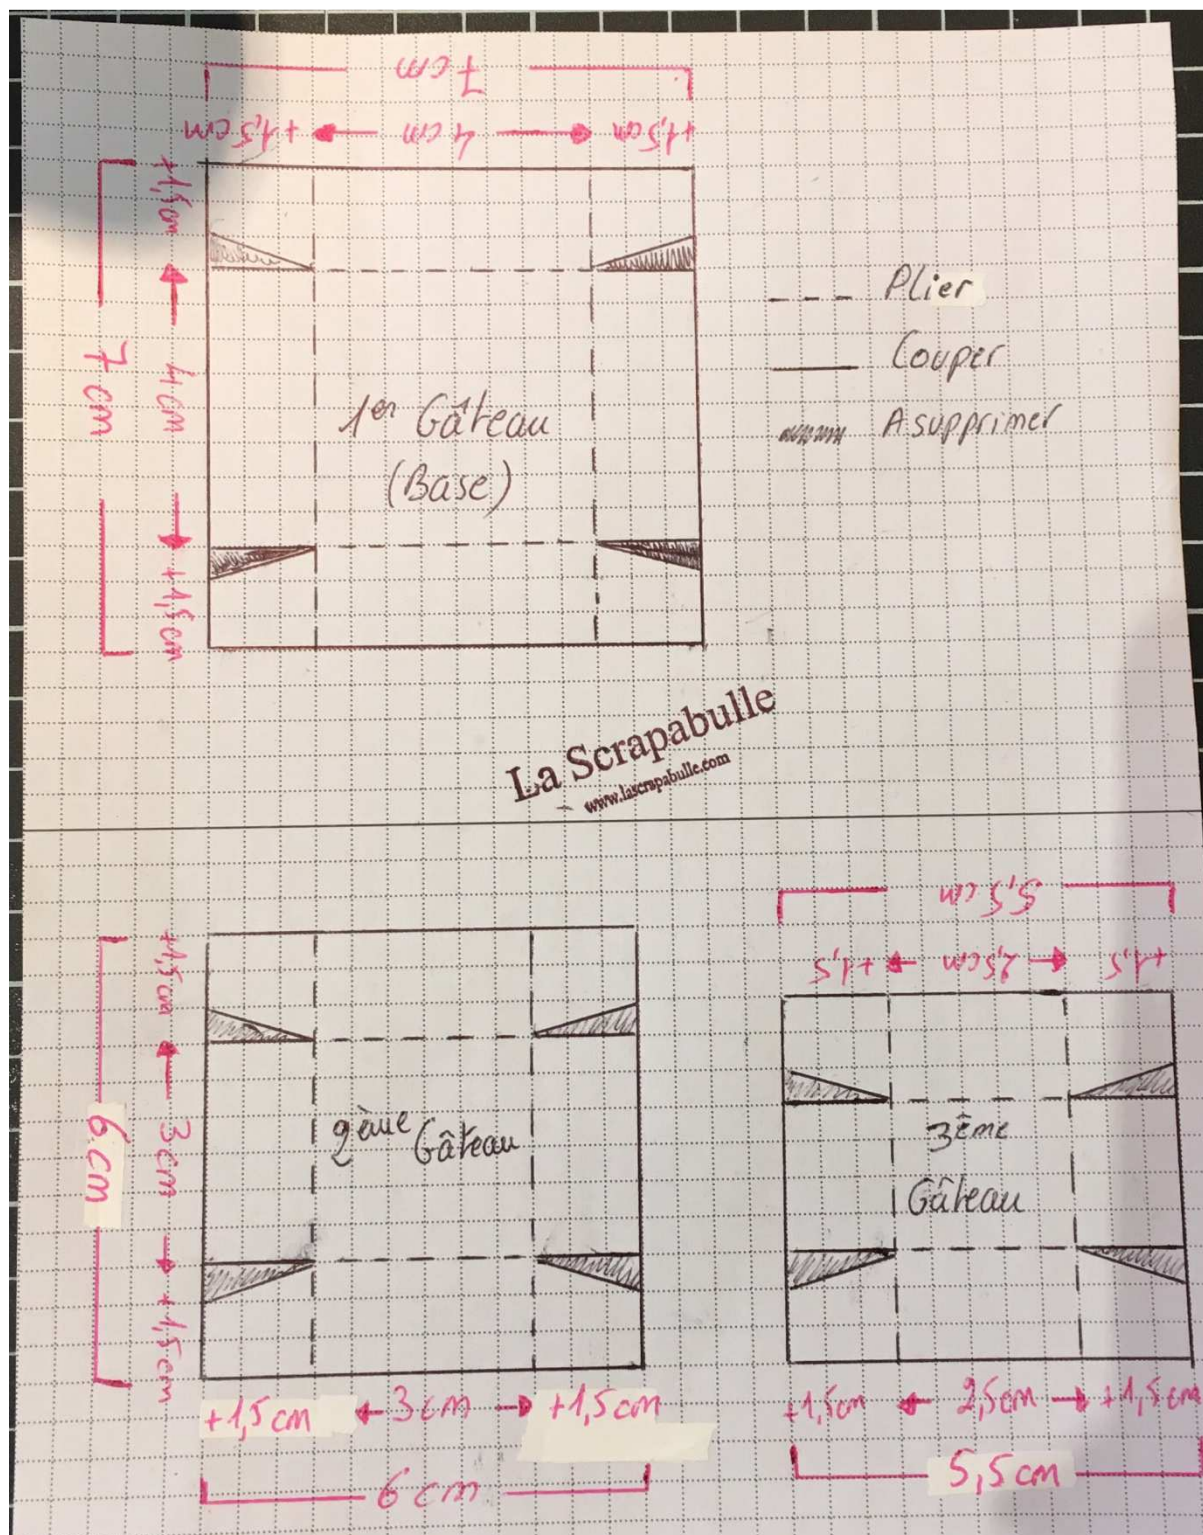 7cm
+1,5cm 4cm +1,5cm
+1,5cm
4cm
7cm
+1,5cm
1er Gâteau
(Base)
Plier
Couper
A supprimer
La Scrapabulle
www.lascrapabulle.com
+1,5cm
3cm
6cm
+1,5cm
2ème Gâteau
+1,5cm 3cm +1,5cm
6cm
5,5cm
+1,5 2,5cm +1,5
3ème
Gâteau
+1,5cm 2,5cm +1,5cm
5,5cm